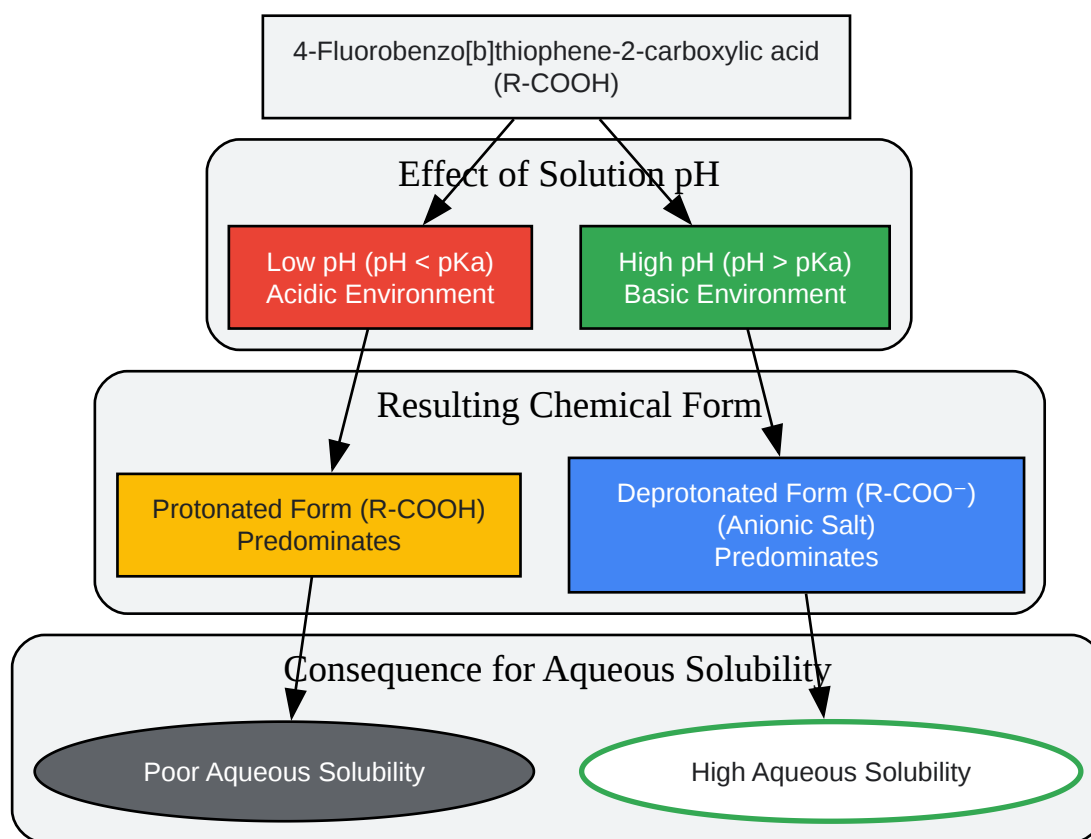 4-Fluorobenzo[b]thiophene-2-carboxylic acid
(R-COOH)
Effect of Solution pH
Low pH (pH < pKa)
Acidic Environment
High pH (pH > pKa)
Basic Environment
Resulting Chemical Form
Protonated Form (R-COOH)
Predominates
Deprotonated Form (R-COO⁻)
(Anionic Salt)
Predominates
Consequence for Aqueous Solubility
Poor Aqueous Solubility
High Aqueous Solubility